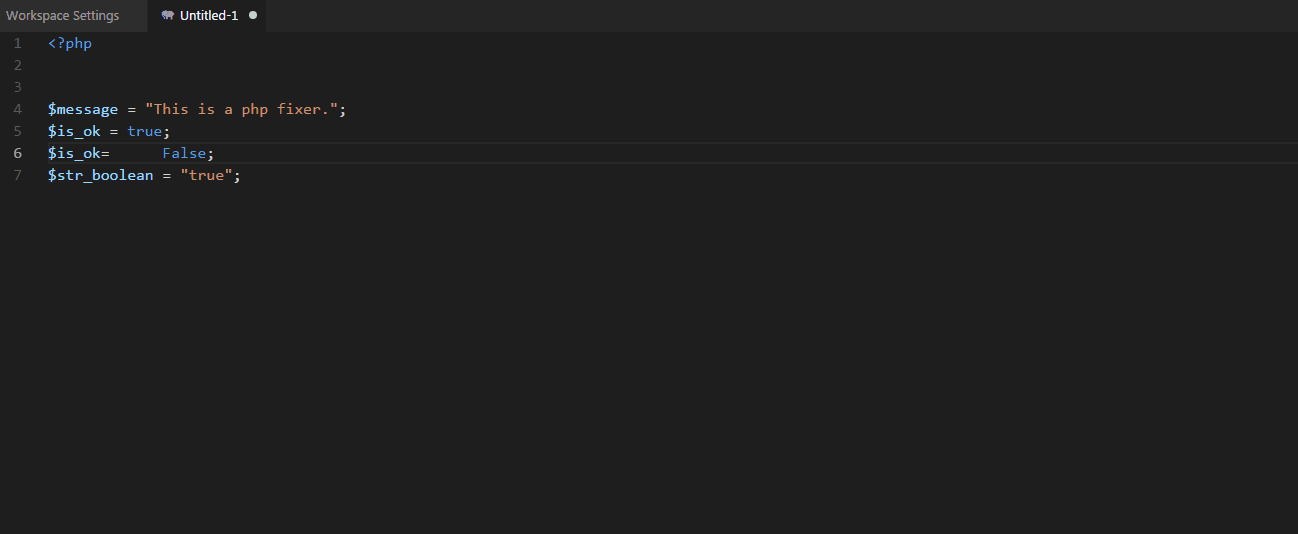 Workspace Settings Untitled-1
1 <?php
2
3
4 $message = "This is a php fixer.";
5 $is_ok = true;
6 $is_ok=      False;
7 $str_boolean = "true";